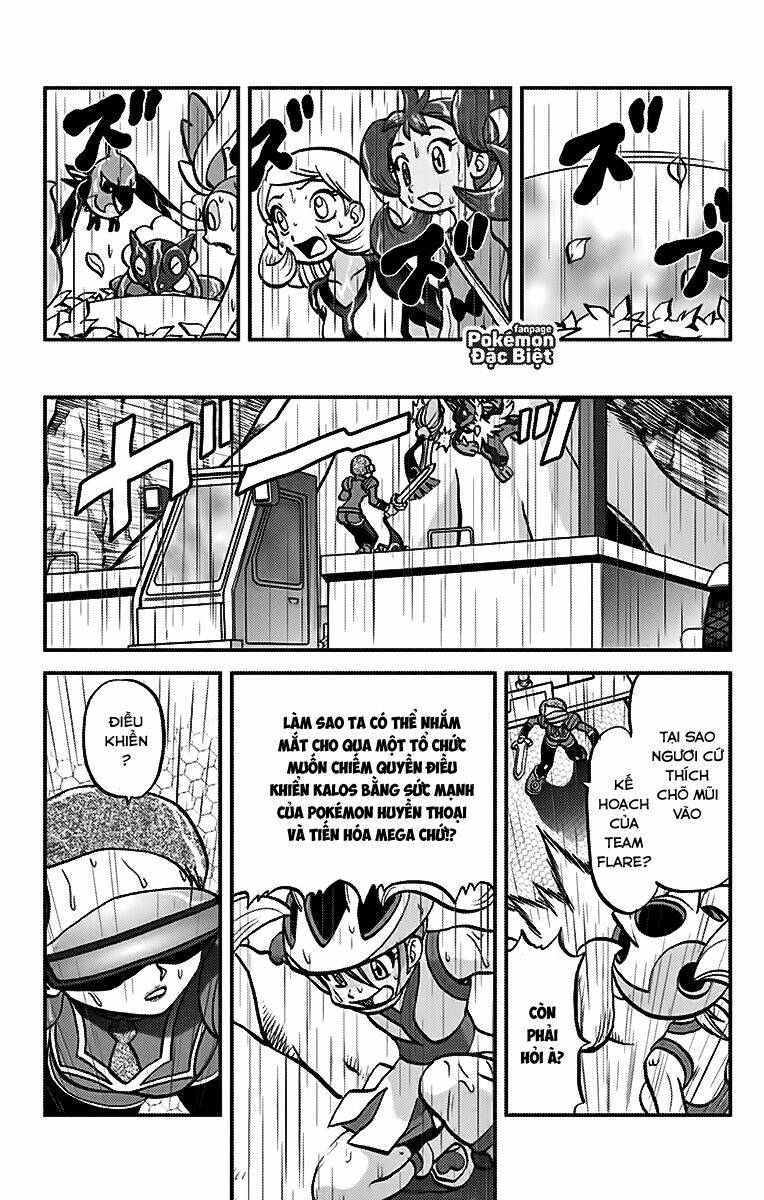 ズ
ズ
ズ
ズ
ズ
fanpage
Pokémon
Đặc Biệt
ガーッ
TẠI SAO
NGƯƠI CỨ
THÍCH
CHÕ MŨI
VÀO
KẾ
HOẠCH
CỦA
TEAM
FLARE?
CÒN
PHẢI
HỎI À?
LÀM SAO TA CÓ THỂ NHẮM
MẮT CHO QUA MỘT TỔ CHỨC
MUỐN CHIẾM QUYỀN ĐIỀU
KHIỂN KALOS BẰNG SỨC MẠNH
CỦA POKÉMON HUYỀN THOẠI
VÀ TIẾN HÓA MEGA CHỨ!?
ĐIỀU
KHIỂN
?